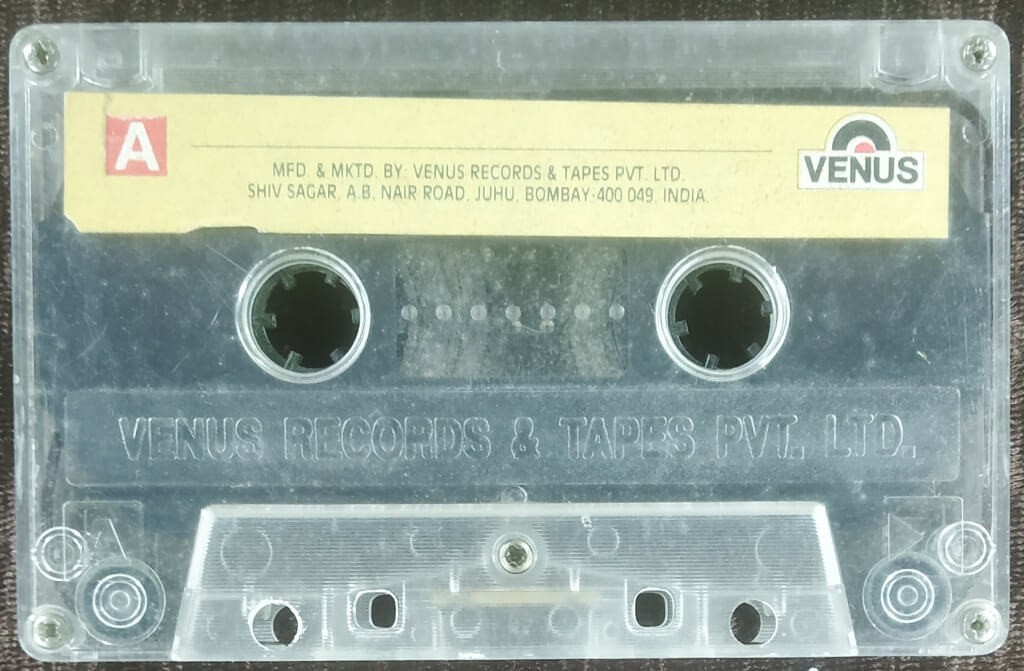 A
MFD. & MKTD. BY: VENUS RECORDS & TAPES PVT. LTD.
SHIV SAGAR, A.B. NAIR ROAD, JUHU, BOMBAY-400 049. INDIA.
VENUS
VENUS RECORDS & TAPES PVT. LTD.
A